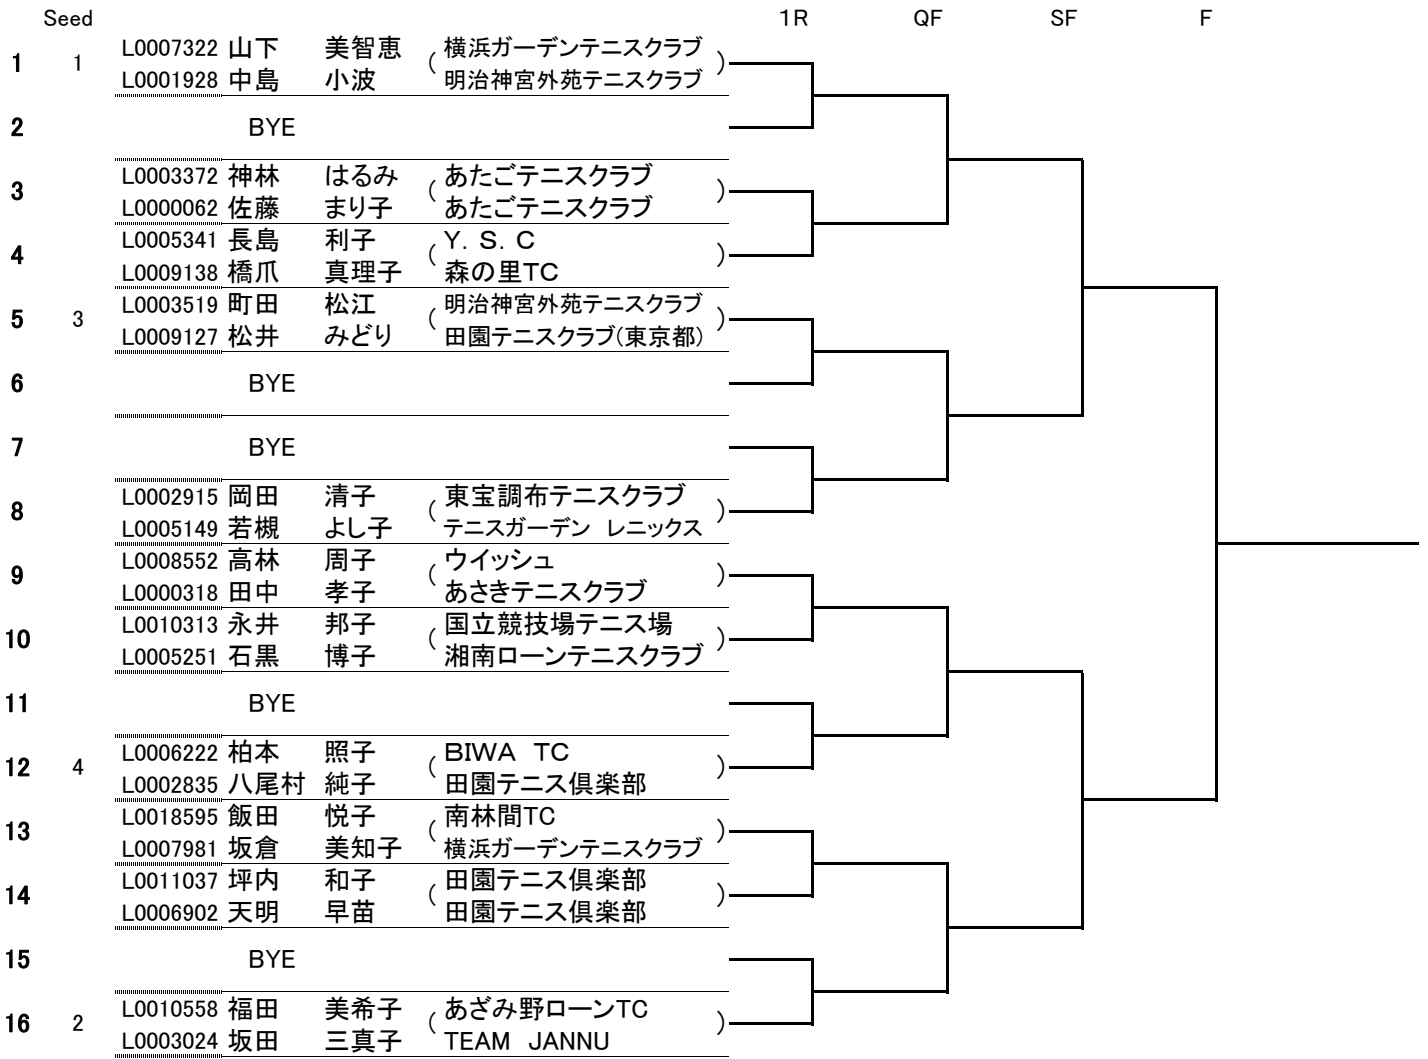 Seed 1R QF SF F
L0007322 山下 美智恵 横浜ガーデンテニスクラブ
1 1 ( )
L0001928 中島 小波 明治神宮外苑テニスクラブ
2 BYE
L0003372 神林 はるみ あたごテニスクラブ
3 ( )
L0000062 佐藤 まり子 あたごテニスクラブ
L0005341 長島 利子 Y．S．C
4 ( )
L0009138 橋爪 真理子 森の里TC
L0003519 町田 松江 明治神宮外苑テニスクラブ
5 3 ( )
L0009127 松井 みどり 田園テニスクラブ(東京都)
6 BYE
7 BYE
L0002915 岡田 清子 東宝調布テニスクラブ
8 ( )
L0005149 若槻 よし子 テニスガーデン　レニックス
L0008552 高林 周子 ウイッシュ
9 ( )
L0000318 田中 孝子 あさきテニスクラブ
L0010313 永井 邦子 国立競技場テニス場
10 ( )
L0005251 石黒 博子 湘南ローンテニスクラブ
11 BYE
L0006222 柏本 照子 BIWA　TC
12 4 ( )
L0002835 八尾村 純子 田園テニス倶楽部
L0018595 飯田 悦子 南林間TC
13 ( )
L0007981 坂倉 美知子 横浜ガーデンテニスクラブ
L0011037 坪内 和子 田園テニス倶楽部
14 ( )
L0006902 天明 早苗 田園テニス倶楽部
15 BYE
L0010558 福田 美希子 あざみ野ローンTC
16 2 ( )
L0003024 坂田 三真子 TEAM　JANNU